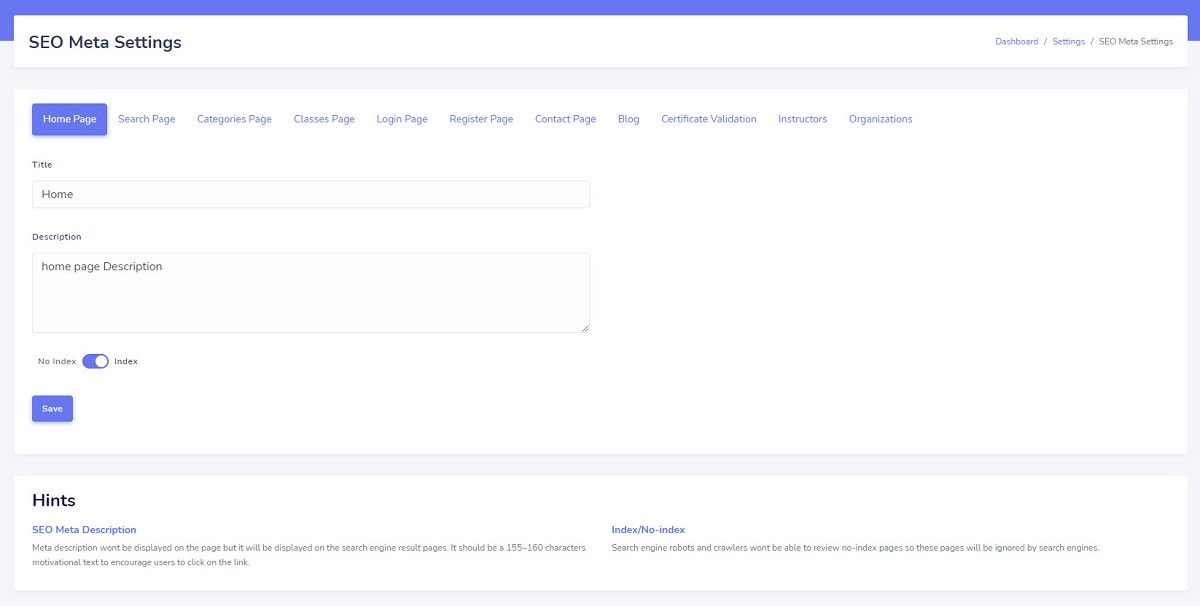 SEO Meta Settings
Dashboard / Settings / SEO Meta Settings
Home Page Search Page Categories Page Classes Page Login Page Register Page Contact Page Blog Certificate Validation Instructors Organizations
Title
Home
Description
home page Description
No Index Index
Save
Hints
SEO Meta Description
Meta description wont be displayed on the page but it will be displayed on the search engine result pages. It should be a 155~160 characters
motivational text to encourage users to click on the link.
Index/No-index
Search engine robots and crawlers wont be able to review no-index pages so these pages will be ignored by search engines.